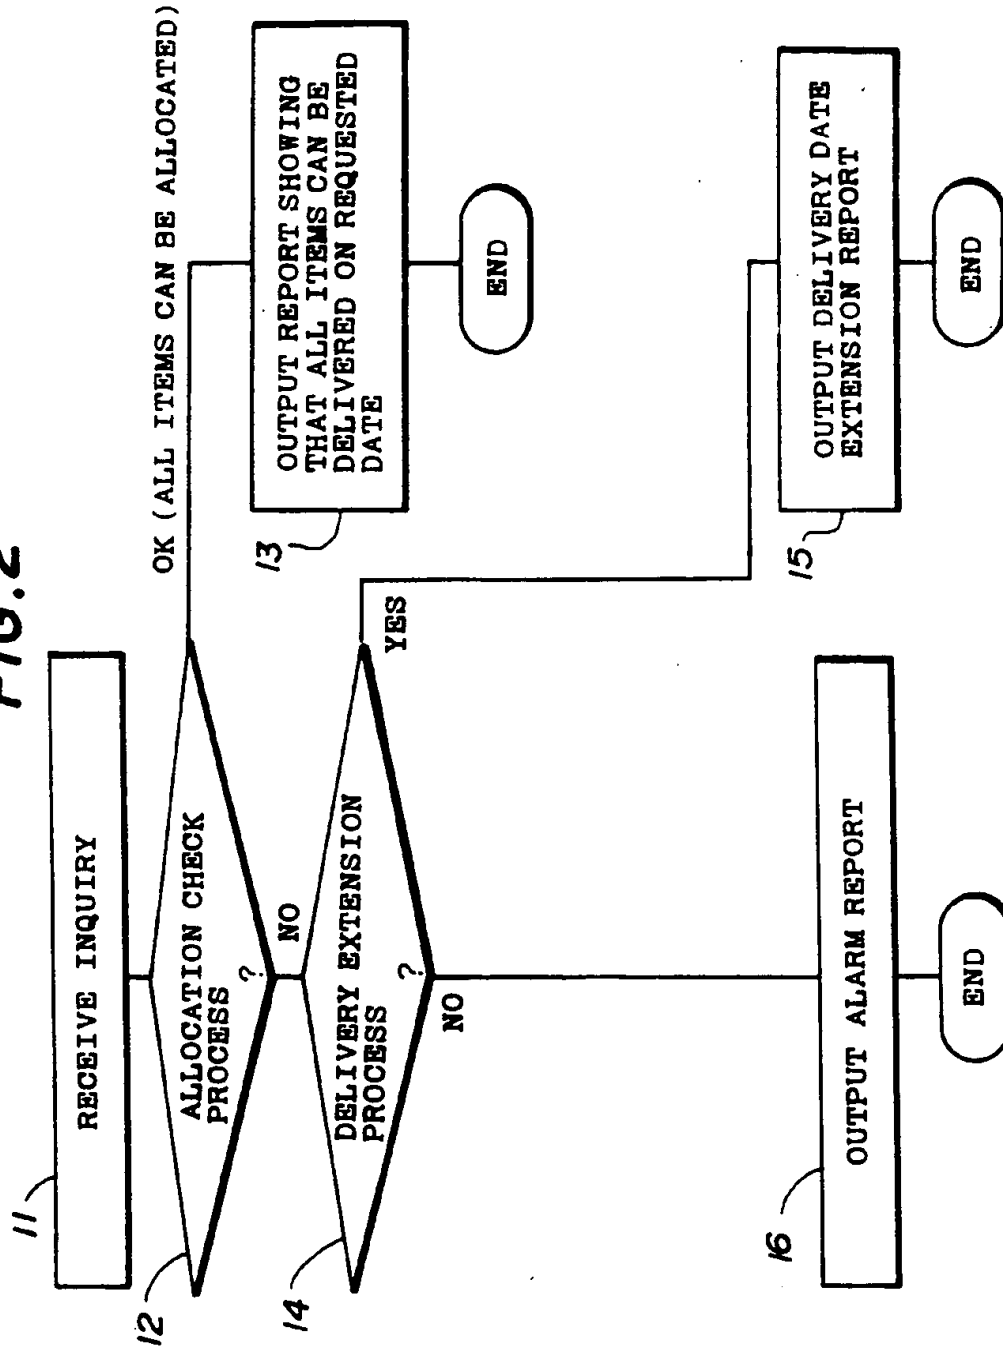 FIG.2
11
RECEIVE INQUIRY
12
ALLOCATION CHECK
PROCESS
?
OK (ALL ITEMS CAN BE ALLOCATED)
NO
13
OUTPUT REPORT SHOWING
THAT ALL ITEMS CAN BE
DELIVERED ON REQUESTED
DATE
END
14
DELIVERY EXTENSION
PROCESS
?
YES
NO
15
OUTPUT DELIVERY DATE
EXTENSION REPORT
END
16
OUTPUT ALARM REPORT
END